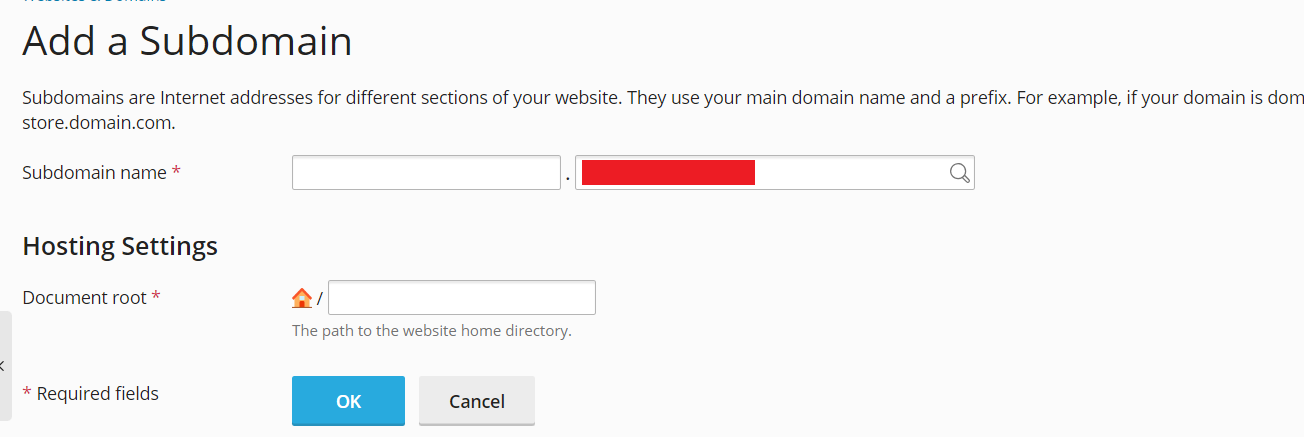 Add a Subdomain
Subdomains are Internet addresses for different sections of your website. They use your main domain name and a prefix. For example, if your domain is dom
store.domain.com.
Subdomain name *
.
Hosting Settings
Document root *
/
The path to the website home directory.
* Required fields
OK
Cancel